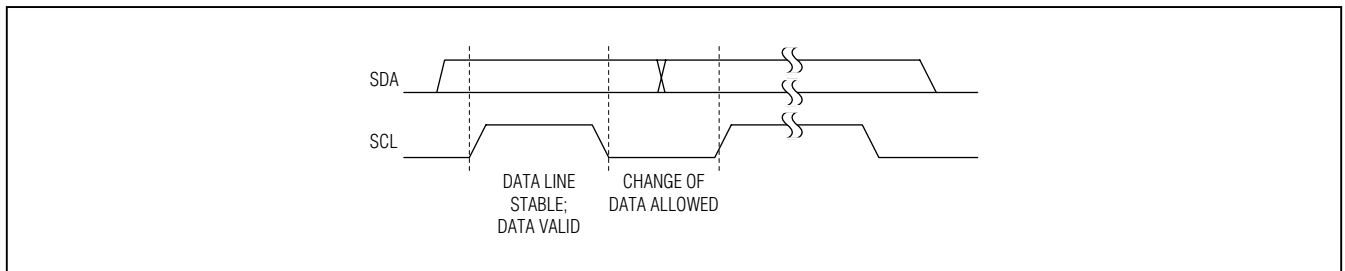 SDA
SCL
DATA LINE
STABLE;
DATA VALID
CHANGE OF
DATA ALLOWED